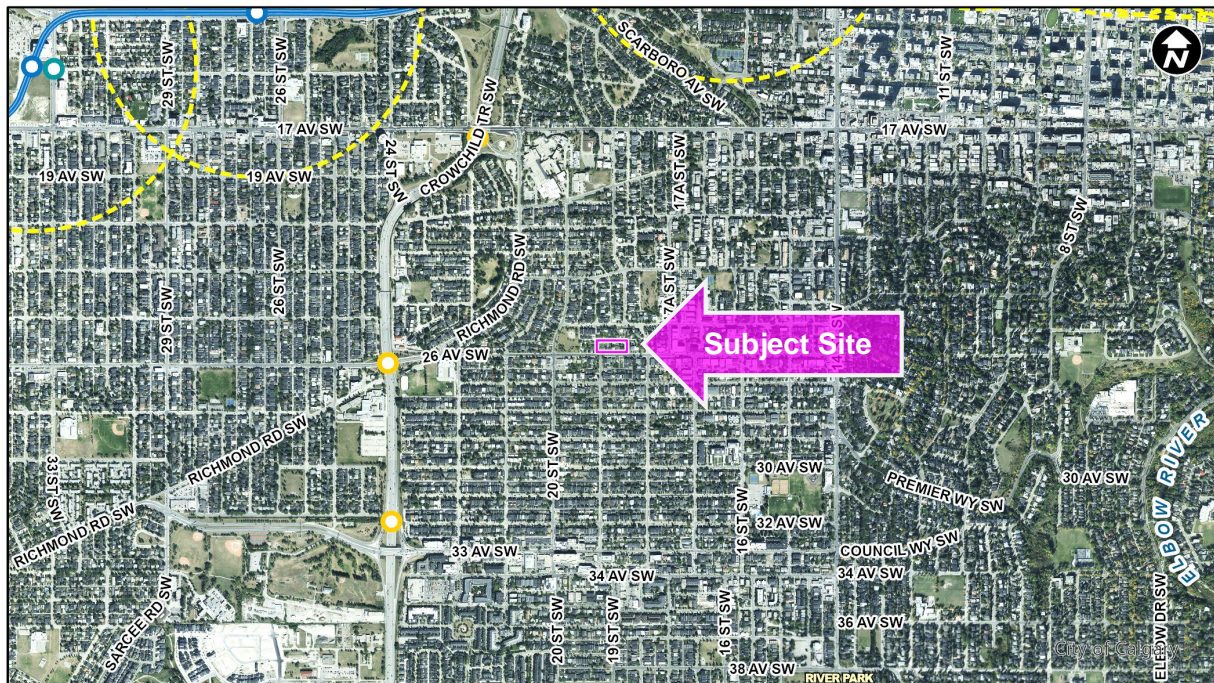 SCARBORO AV SW
11 ST SW
N
29 ST SW
26 ST SW
CROWCHILD TR SW
17 AV SW
17 AV SW
24 ST SW
19 AV SW
19 AV SW
17A ST SW
8 ST SW
RICHMOND RD SW
26 ST SW
29 ST SW
17A ST SW
Subject Site
26 AV SW
RICHMOND RD SW
33 ST SW
20 ST SW
30 AV SW
16 ST SW
32 AV SW
PREMIER WY SW
30 AV SW
ELBOW RIVER
RICHMOND RD SW
33 AV SW
COUNCIL WY SW
34 AV SW
34 AV SW
SARCEE RD SW
20 ST SW
19 ST SW
16 ST SW
36 AV SW
ELBOW DR SW
City of Calgary
38 AV SW
RIVER PARK